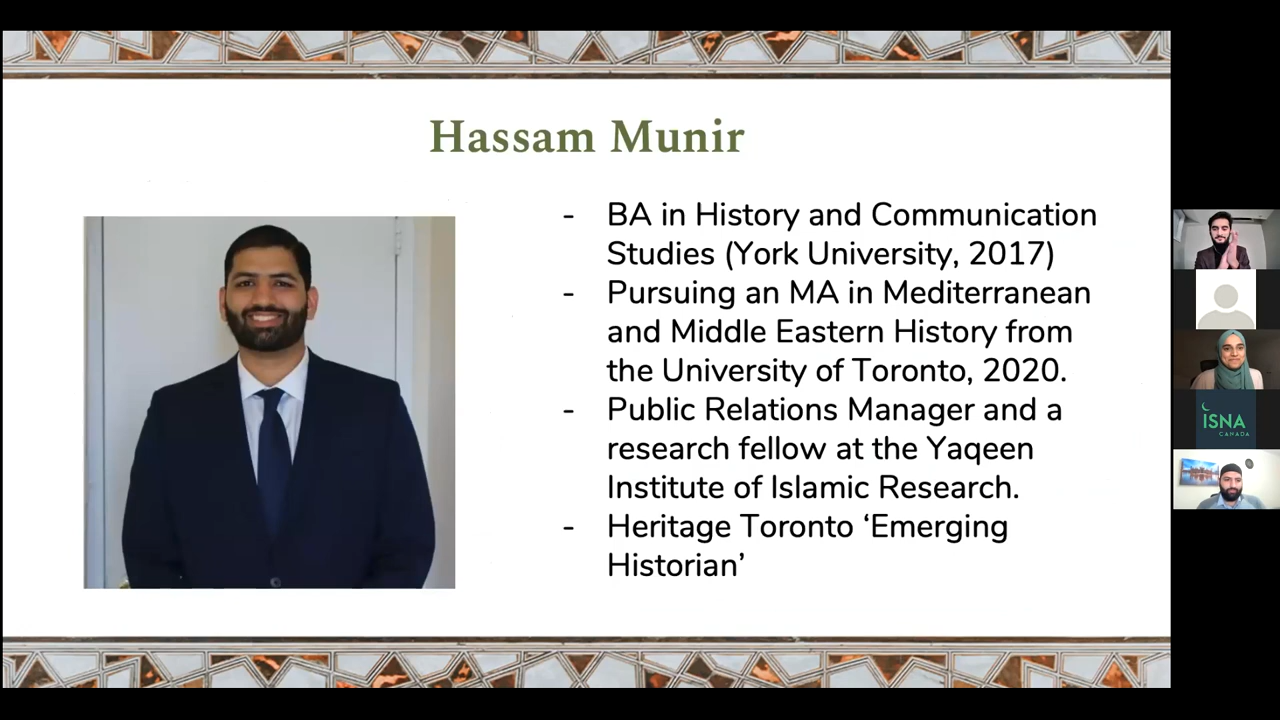 Hassam Munir
- BA in History and Communication
Studies (York University, 2017)
- Pursuing an MA in Mediterranean
and Middle Eastern History from
the University of Toronto, 2020.
- Public Relations Manager and a
research fellow at the Yaqeen
Institute of Islamic Research.
- Heritage Toronto ‘Emerging
Historian’
ISNA
CANADA